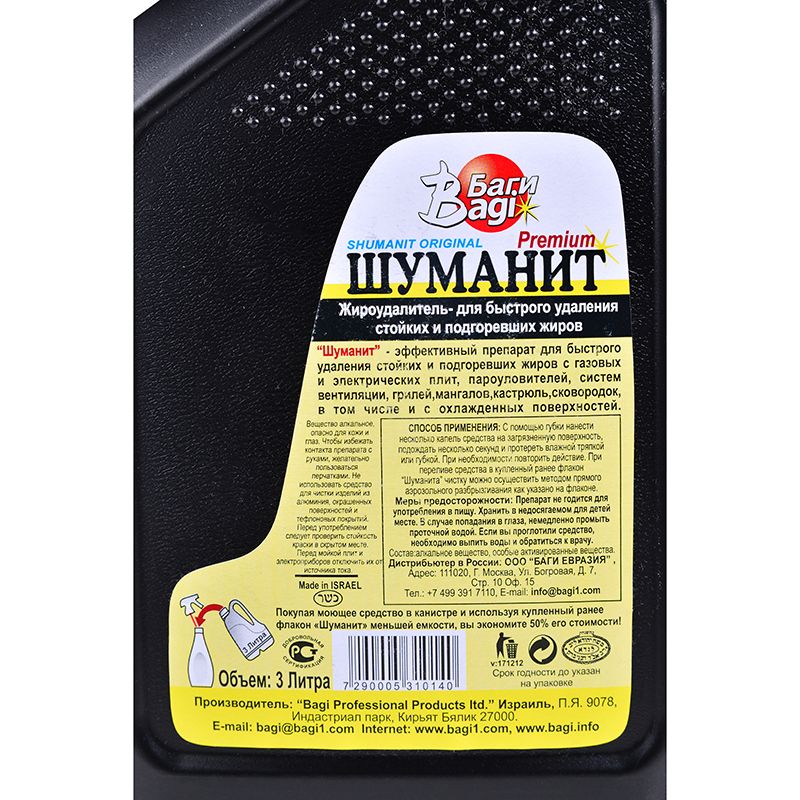 Баги
Bagi
SHUMANIT ORIGINAL
Premium
ШУМАНИТ
Жироудалитель- для быстрого удаления
стойких и подгоревших жиров
"Шуманит" - эффективный препарат для быстрого
удаления стойких и подгоревших жиров с газовых
и электрических плит, пароуловителей, систем
вентиляции, грилей,мангалов,кастрюль,сковородок,
в том числе и с охлажденных поверхностей.
Вещество алкальное,
опасно для кожи и
глаз. Чтобы избежать
контакта препарата с
руками, желательно
пользоваться
перчатками. Не
использовать средство
для чистки изделий из
алюминия, окрашенных
поверхностей и
тефлоновых покрытий.
Перед употреблением
следует проверить стойкость
краски в скрытом месте.
Перед мойкой плит и
электроприборов отключить их от
источника тока.
СПОСОБ ПРИМЕНЕНИЯ: С помощью губки нанести
несколько капель средства на загрязненную поверхность,
подождать несколько секунд и протереть влажной тряпкой
или губкой. При необходимости повторить действие. При
переливе средства в купленный ранее флакон
"Шуманита" чистку можно осуществить методом прямого
аэрозольного разбрызгивания как указано на флаконе.
Меры предосторожности: Препарат не годится для
употребления в пищу. Хранить в недосягаемом для детей
месте. В случае попадания в глаза, немедленно промыть
проточной водой. Если вы проглотили средство,
необходимо выпить воды и обратиться к врачу.
Состав:алкальное вещество, особые активированные вещества.
Дистрибьютер в России: ООО "БАГИ ЕВРАЗИЯ" ,
Адрес: 111020, Г. Москва, Ул. Боговая, Д. 7,
Стр. 10 Оф. 15
Тел.: +7 499 391 7110, E-mail: info@bagi1.com
Made in ISRAEL
כשר
Покупая моющее средство в канистре и используя купленный ранее
флакон «Шуманит» меньшей емкости, вы экономите 50% его стоимости!
3 Литра
Объем: 3 Литра
ДОБРОВОЛЬНАЯ
СЕРТИФИКАЦИЯ
7 290005 310140
v:171212
Срок годности до указан
на упаковке
Производитель: "Bagi Professional Products ltd." Израиль, П.Я. 9078,
Индастриал парк, Кирьят Бялик 27000.
E-mail: bagi@bagi1.com Internet: www.bagi1.com, www.bagi.info